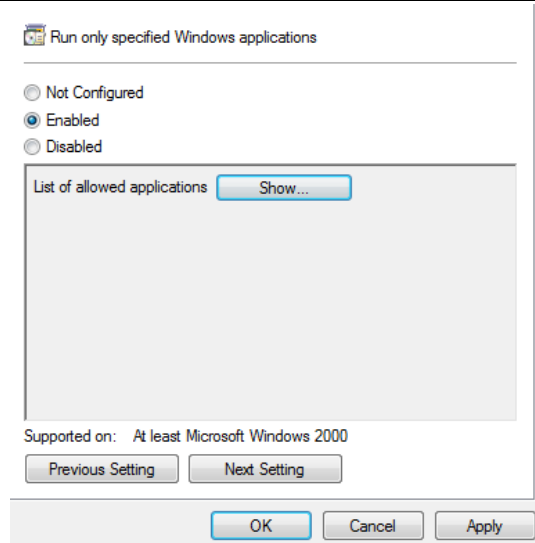 Run only specified Windows applications
Not Configured
Enabled
Disabled
List of allowed applications Show...
Supported on: At least Microsoft Windows 2000
Previous Setting Next Setting
OK Cancel Apply